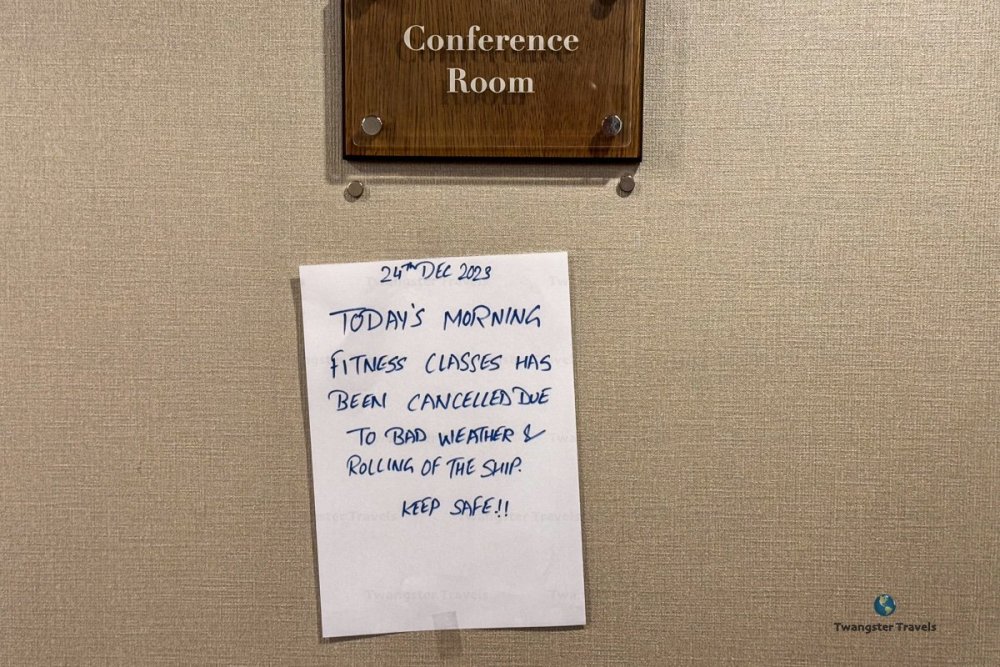 Conference
Room
24TH DEC 2023
TODAY'S MORNING
FITNESS CLASSES HAS
BEEN CANCELLED DUE
TO BAD WEATHER &
ROLLING OF THE SHIP.
KEEP SAFE!!
Twangster Travels